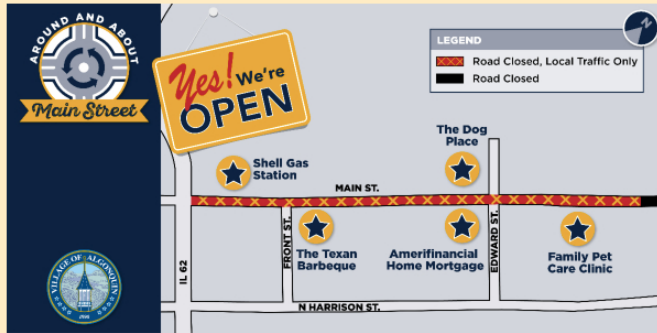 AROUND AND ABOUT
Main Street
Yes! We're
OPEN
LEGEND
Road Closed, Local Traffic Only
Road Closed
N
The Dog
Place
Shell Gas
Station
MAIN ST.
FRONT ST.
The Texan
Barbeque
Amerifinancial
Home Mortgage
EDWARD ST.
Family Pet
Care Clinic
IL 62
N HARRISON ST.
VILLAGE OF ALGONQUIN